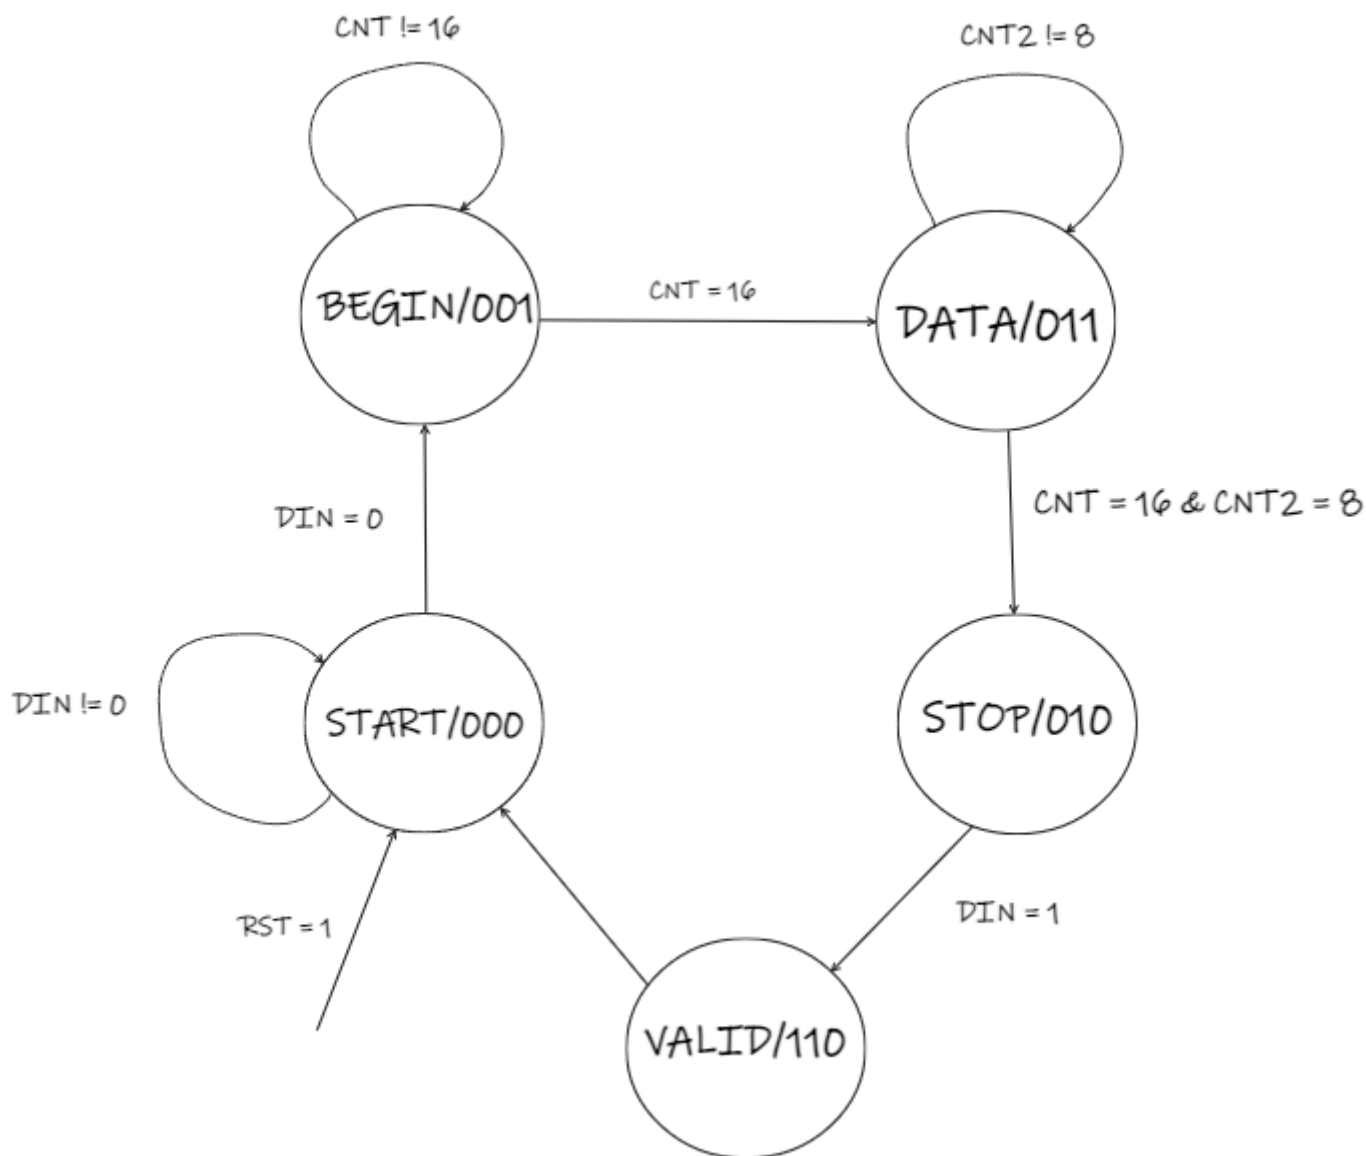 CNT != 16
CNT2 != 8
BEGIN/001
CNT = 16
DATA/011
DIN = 0
CNT = 16 & CNT2 = 8
DIN != 0
START/000
STOP/010
RST = 1
DIN = 1
VALID/110